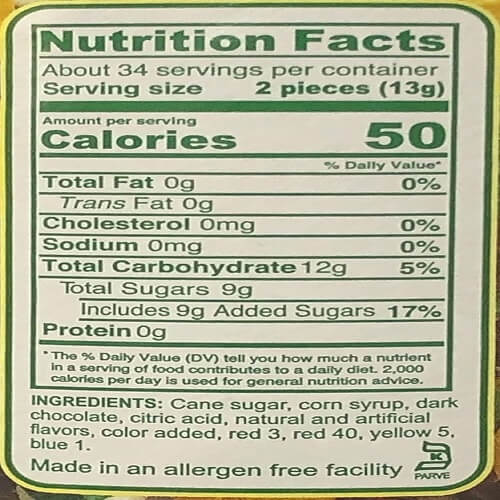 Nutrition Facts
About 34 servings per container
Serving size 2 pieces (13g)
Amount per serving
Calories 50
% Daily Value*
Total Fat 0g 0%
Trans Fat 0g
Cholesterol 0mg 0%
Sodium 0mg 0%
Total Carbohydrate 12g 5%
Total Sugars 9g
Includes 9g Added Sugars 17%
Protein 0g
*The % Daily Value (DV) tell you how much a nutrient
in a serving of food contributes to a daily diet. 2,000
calories per day is used for general nutrition advice.
INGREDIENTS: Cane sugar, corn syrup, dark
chocolate, citric acid, natural and artificial
flavors, color added, red 3, red 40, yellow 5,
blue 1.
Made in an allergen free facility
K
PARVE